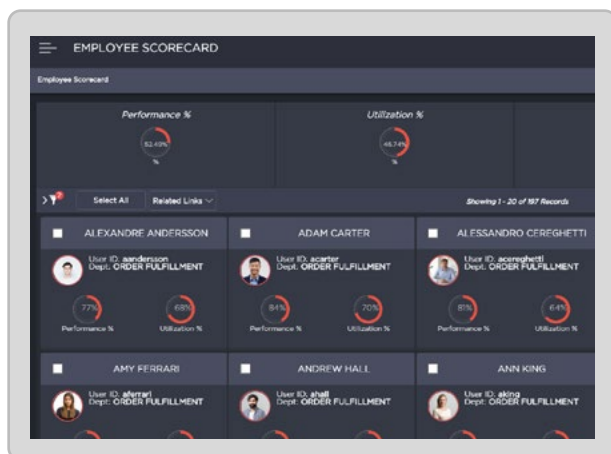 EMPLOYEE SCORECARD
Employee Scorecard
Performance % Utilization %
52.49% 46.74%
% %
2 Select All Related Links Showing 1 - 20 of 197 Records
ALEXANDRE ANDERSSON ADAM CARTER ALESSANDRO CEREGHETTI
User ID: aandersson User ID: acarter User ID: acereghetti
Dept: ORDER FULFILLMENT Dept: ORDER FULFILLMENT Dept: ORDER FULFILLMENT
77% 68% 84% 70% 81% 64%
Performance % Utilization % Performance % Utilization % Performance % Utilization %
AMY FERRARI ANDREW HALL ANN KING
User ID: aferrari User ID: ahall User ID: aking
Dept: ORDER FULFILLMENT Dept: ORDER FULFILLMENT Dept: ORDER FULFILLMENT